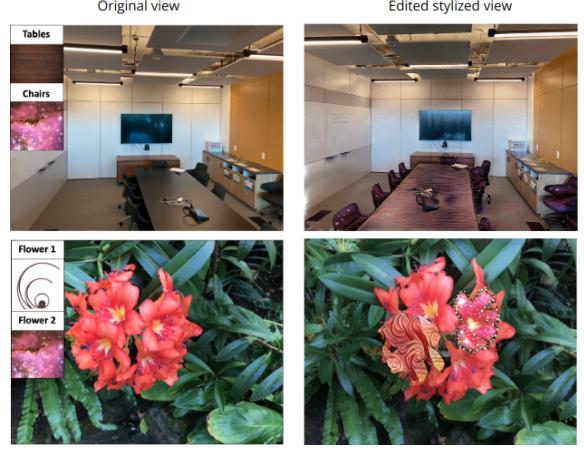 Original view
Edited stylized view
Tables
Chairs
Flower 1
Flower 2